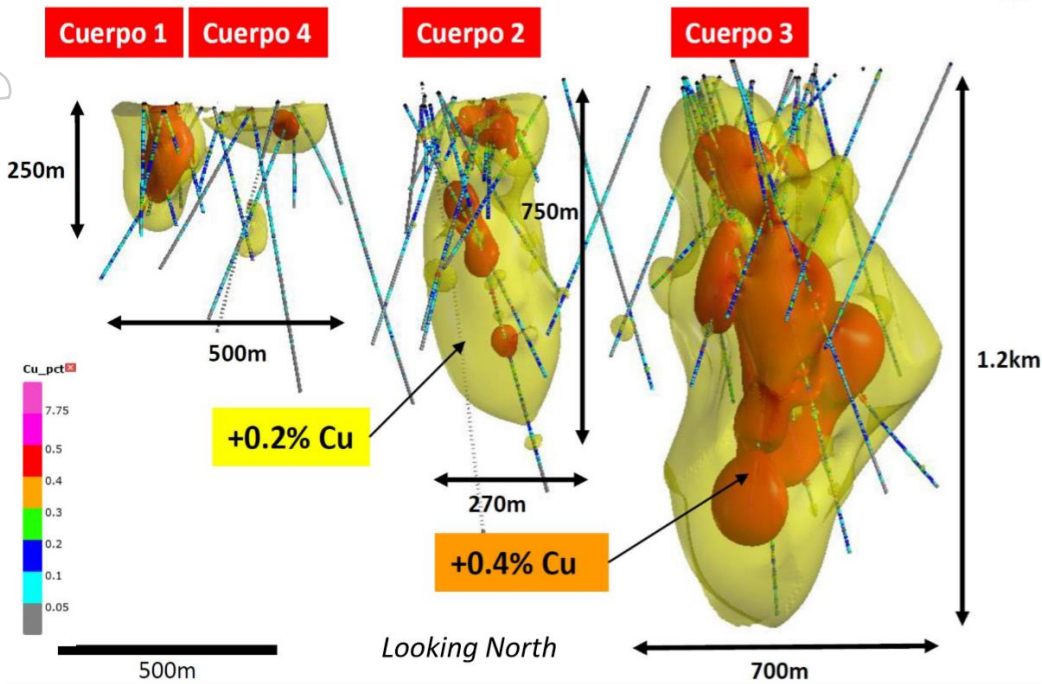 Cuerpo 1
Cuerpo 4
Cuerpo 2
Cuerpo 3
250m
750m
500m
1.2km
Cu_pct
7.75
0.5
0.4
0.3
0.2
0.1
0.05
+0.2% Cu
270m
+0.4% Cu
Looking North
500m
700m